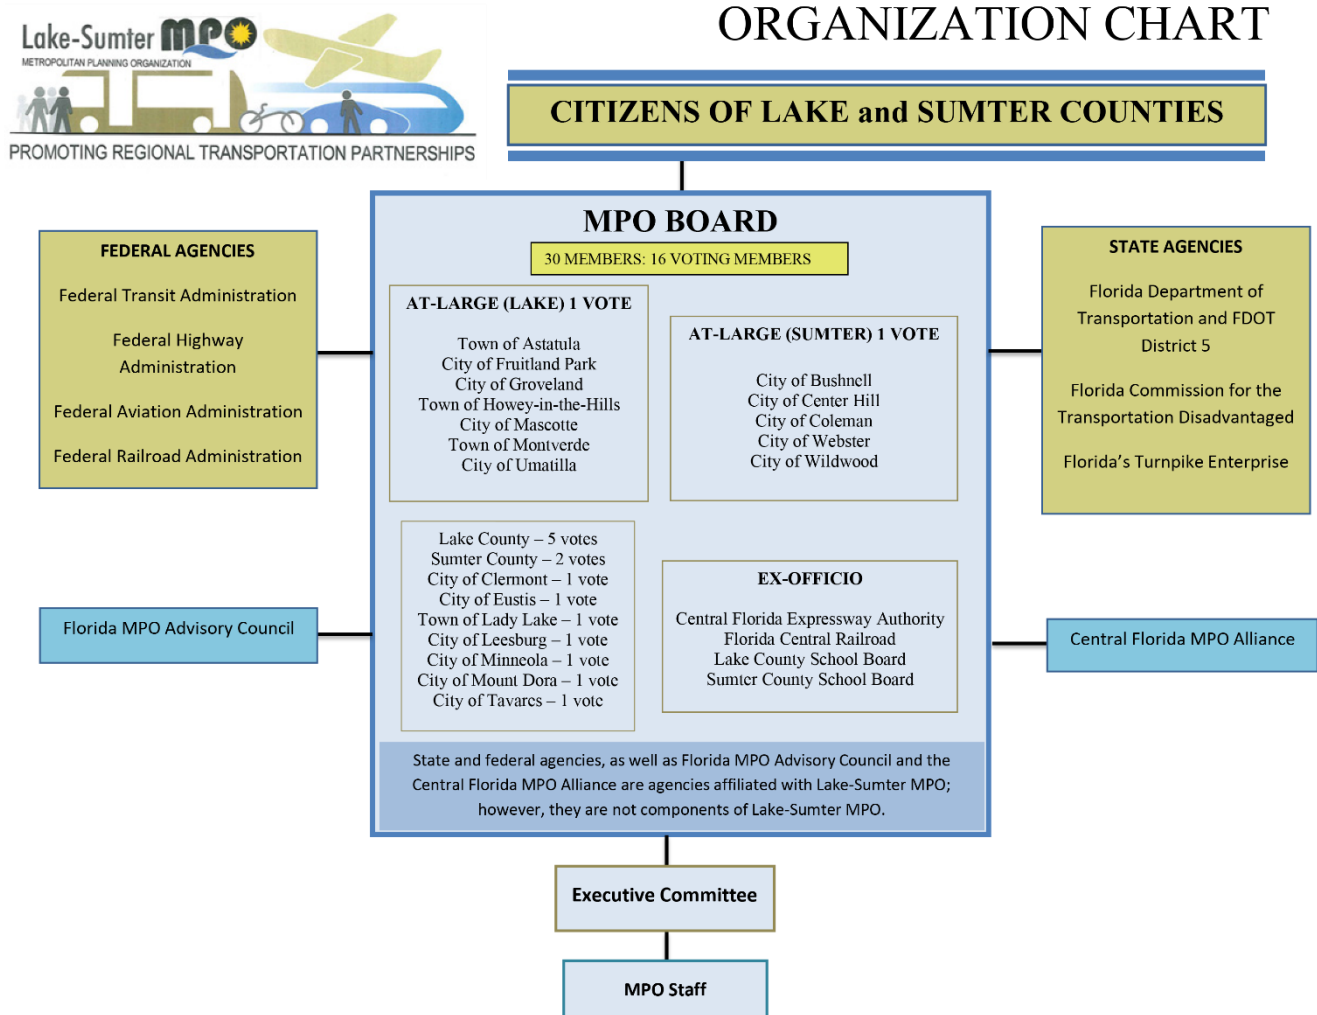 Lake-Sumter MPO
METROPOLITAN PLANNING ORGANIZATION
PROMOTING REGIONAL TRANSPORTATION PARTNERSHIPS
ORGANIZATION CHART
CITIZENS OF LAKE and SUMTER COUNTIES
FEDERAL AGENCIES
Federal Transit Administration
Federal Highway
Administration
Federal Aviation Administration
Federal Railroad Administration
MPO BOARD
30 MEMBERS: 16 VOTING MEMBERS
AT-LARGE (LAKE) 1 VOTE
Town of Astatula
City of Fruitland Park
City of Groveland
Town of Howey-in-the-Hills
City of Mascotte
Town of Montverde
City of Umatilla
AT-LARGE (SUMTER) 1 VOTE
City of Bushnell
City of Center Hill
City of Coleman
City of Webster
City of Wildwood
STATE AGENCIES
Florida Department of
Transportation and FDOT
District 5
Florida Commission for the
Transportation Disadvantaged
Florida’s Turnpike Enterprise
Florida MPO Advisory Council
Lake County – 5 votes
Sumter County – 2 votes
City of Clermont – 1 vote
City of Eustis – 1 vote
Town of Lady Lake – 1 vote
City of Leesburg – 1 vote
City of Minneola – 1 vote
City of Mount Dora – 1 vote
City of Tavares – 1 vote
EX-OFFICIO
Central Florida Expressway Authority
Florida Central Railroad
Lake County School Board
Sumter County School Board
Central Florida MPO Alliance
State and federal agencies, as well as Florida MPO Advisory Council and the
Central Florida MPO Alliance are agencies affiliated with Lake-Sumter MPO;
however, they are not components of Lake-Sumter MPO.
Executive Committee
MPO Staff